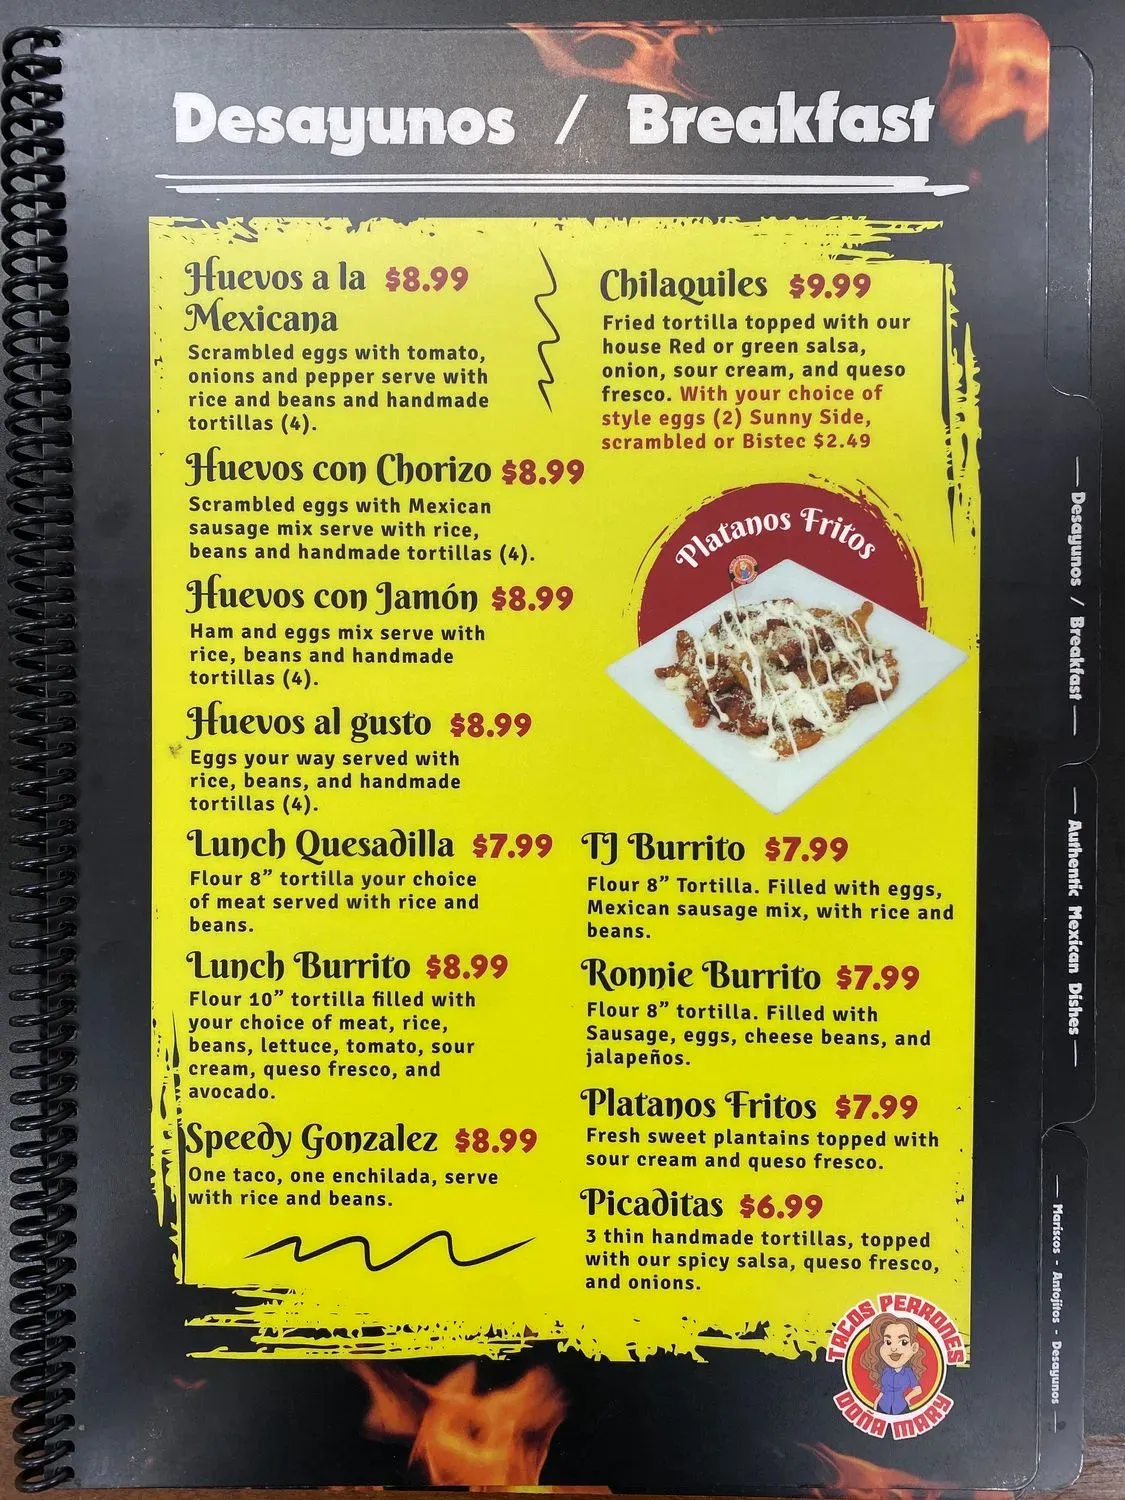 Desayunos / Breakfast
Huevos a la $8.99
Mexicana
Scrambled eggs with tomato,
onions and pepper serve with
rice and beans and handmade
tortillas (4).
Huevos con Chorizo $8.99
Scrambled eggs with Mexican
sausage mix serve with rice,
beans and handmade tortillas (4).
Huevos con Jamón $8.99
Ham and eggs mix serve with
rice, beans and handmade
tortillas (4).
Huevos al gusto $8.99
Eggs your way served with
rice, beans, and handmade
tortillas (4).
Lunch Quesadilla $7.99
Flour 8” tortilla your choice
of meat served with rice and
beans.
Lunch Burrito $8.99
Flour 10” tortilla filled with
your choice of meat, rice,
beans, lettuce, tomato, sour
cream, queso fresco, and
avocado.
Speedy Gonzalez $8.99
One taco, one enchilada, serve
with rice and beans.
Chilaquiles $9.99
Fried tortilla topped with our
house Red or green salsa,
onion, sour cream, and queso
fresco. With your choice of
style eggs (2) Sunny Side,
scrambled or Bistec $2.49
Platanos Fritos
TJ Burrito $7.99
Flour 8” Tortilla. Filled with eggs,
Mexican sausage mix, with rice and
beans.
Ronnie Burrito $7.99
Flour 8” tortilla. Filled with
Sausage, eggs, cheese beans, and
jalapeños.
Platanos Fritos $7.99
Fresh sweet plantains topped with
sour cream and queso fresco.
Picaditas $6.99
3 thin handmade tortillas, topped
with our spicy salsa, queso fresco,
and onions.
TACOS PERRONES
DOÑA MARY
— Desayunos / Breakfast —
— Authentic Mexican Dishes —
— Mariscos - Antojitos - Desayunos —